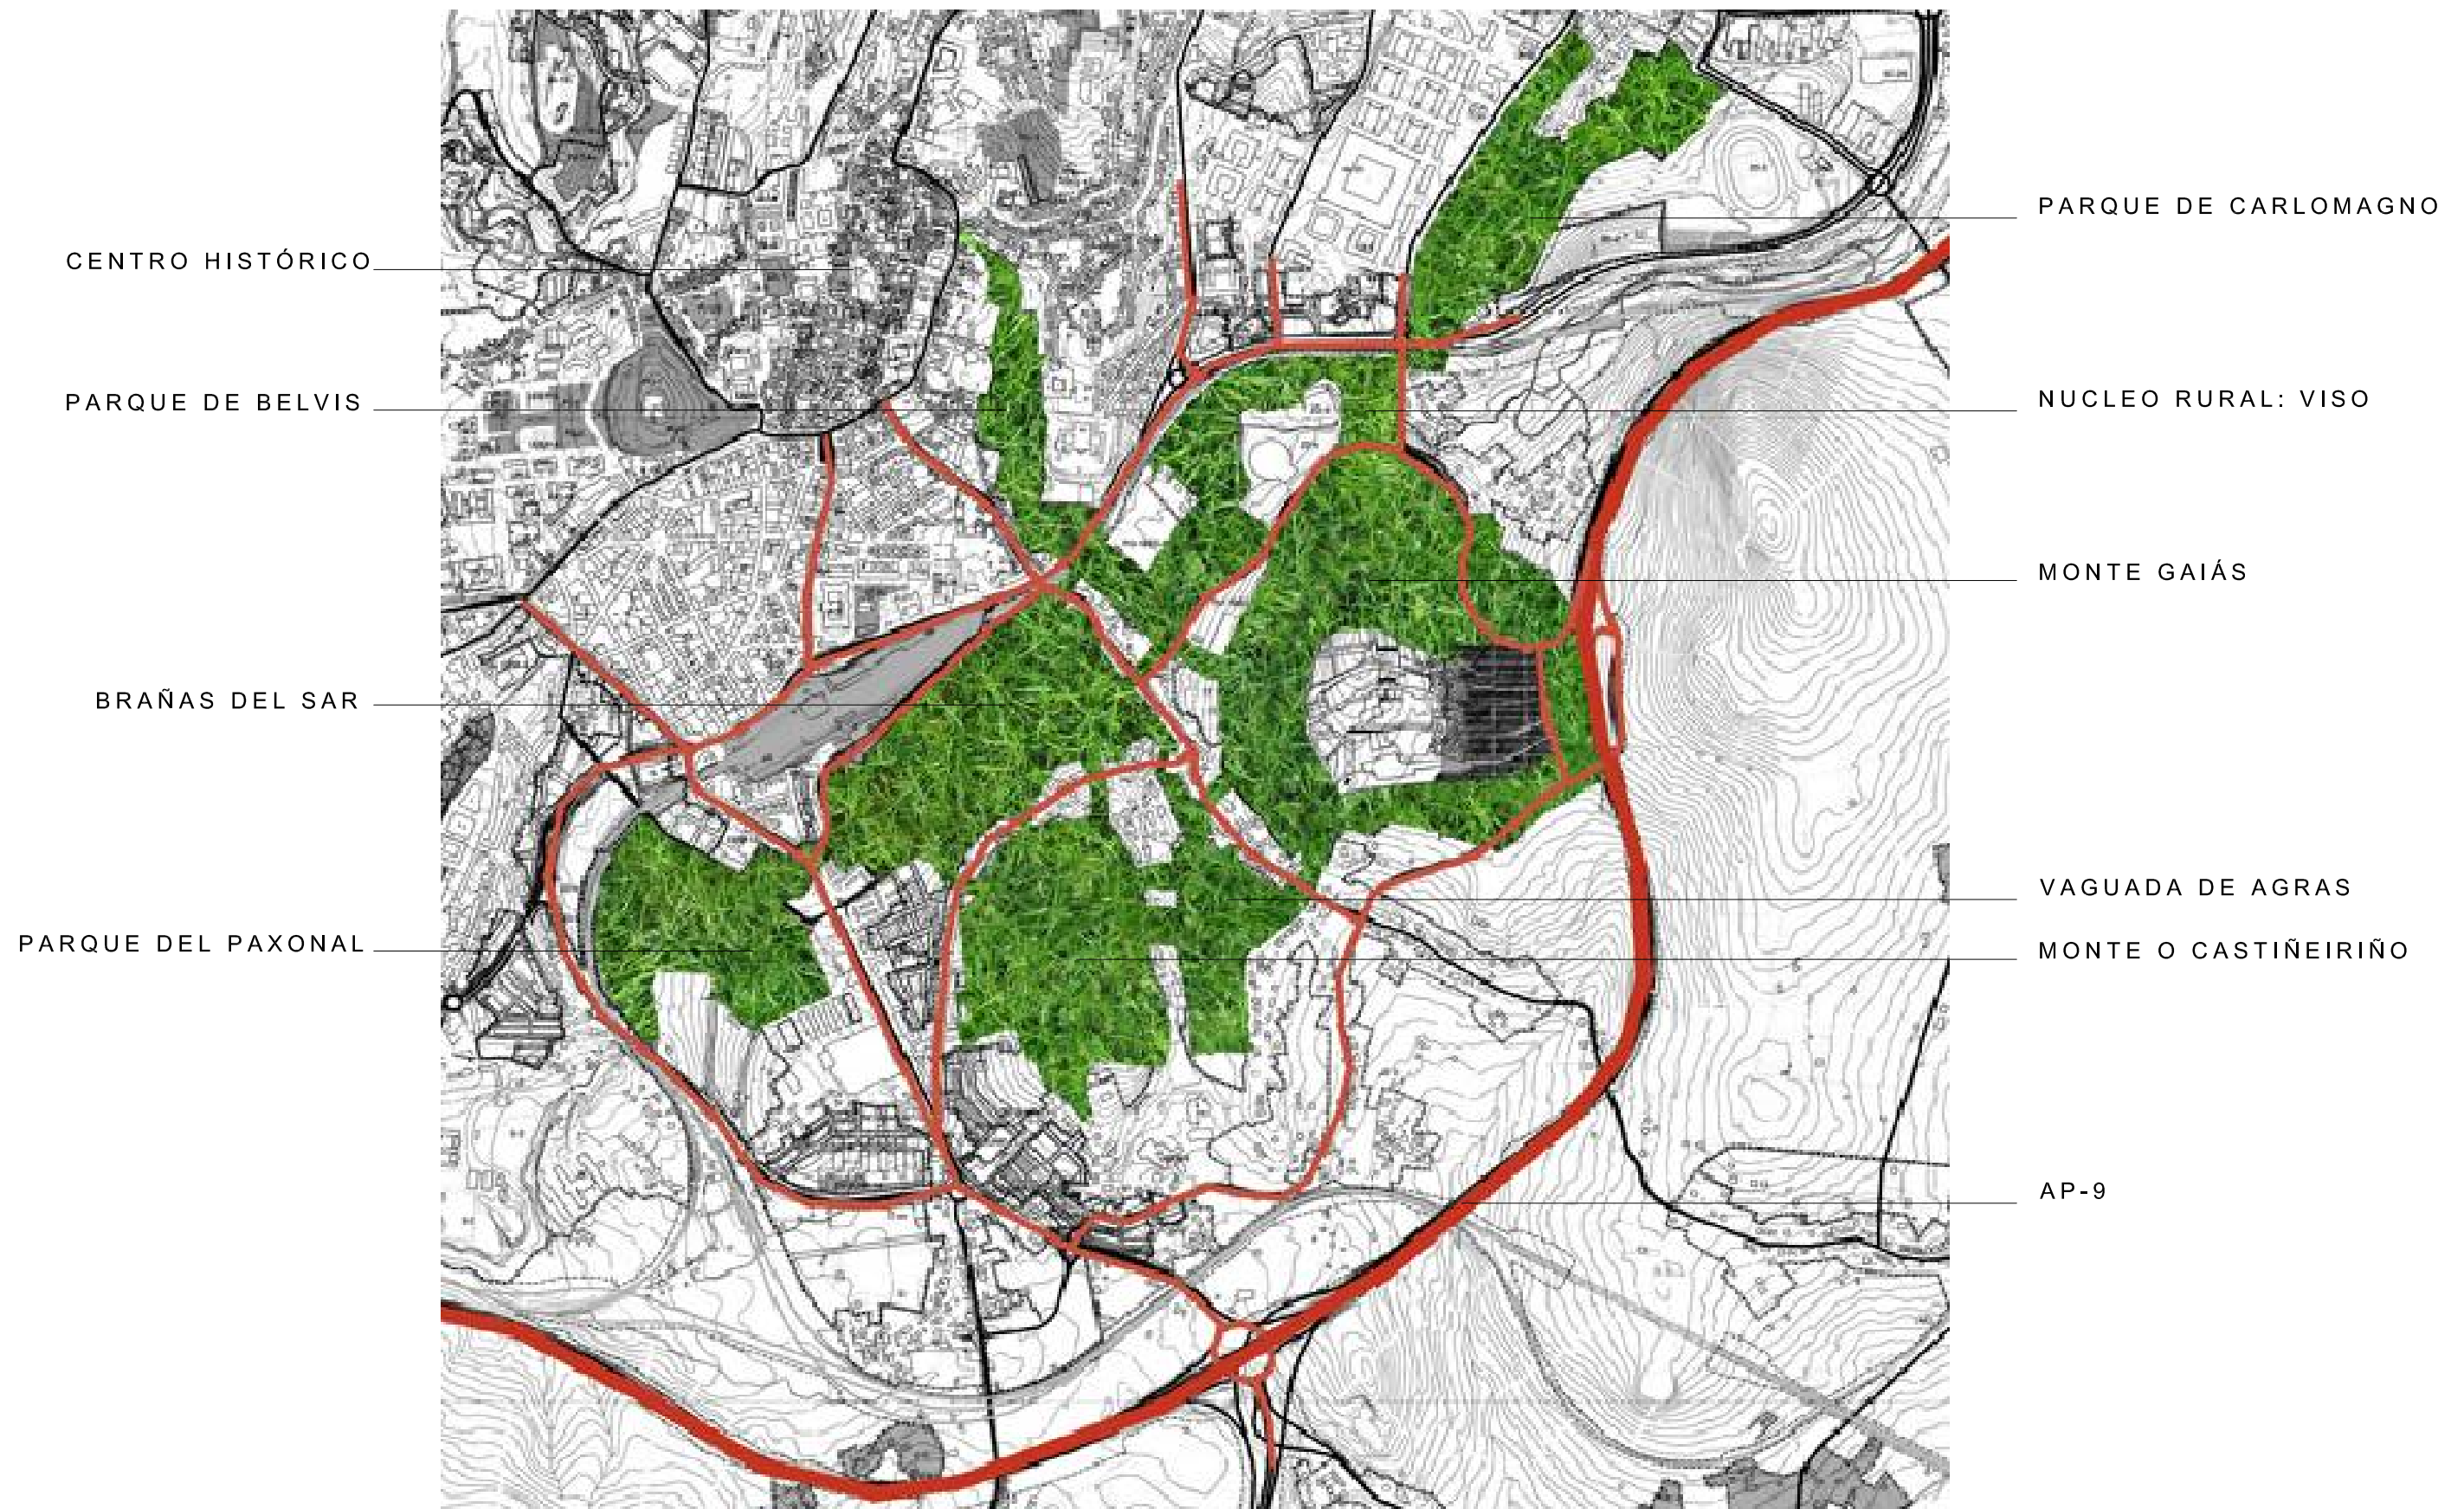 CENTRO HISTÓRICO
PARQUE DE BELVIS
BRAÑAS DEL SAR
PARQUE DEL PAXONAL
PARQUE DE CARLOMAGNO
NUCLEO RURAL: VISO
MONTE GAIÁS
VAGUADA DE AGRAS
MONTE O CASTIÑEIRIÑO
AP-9